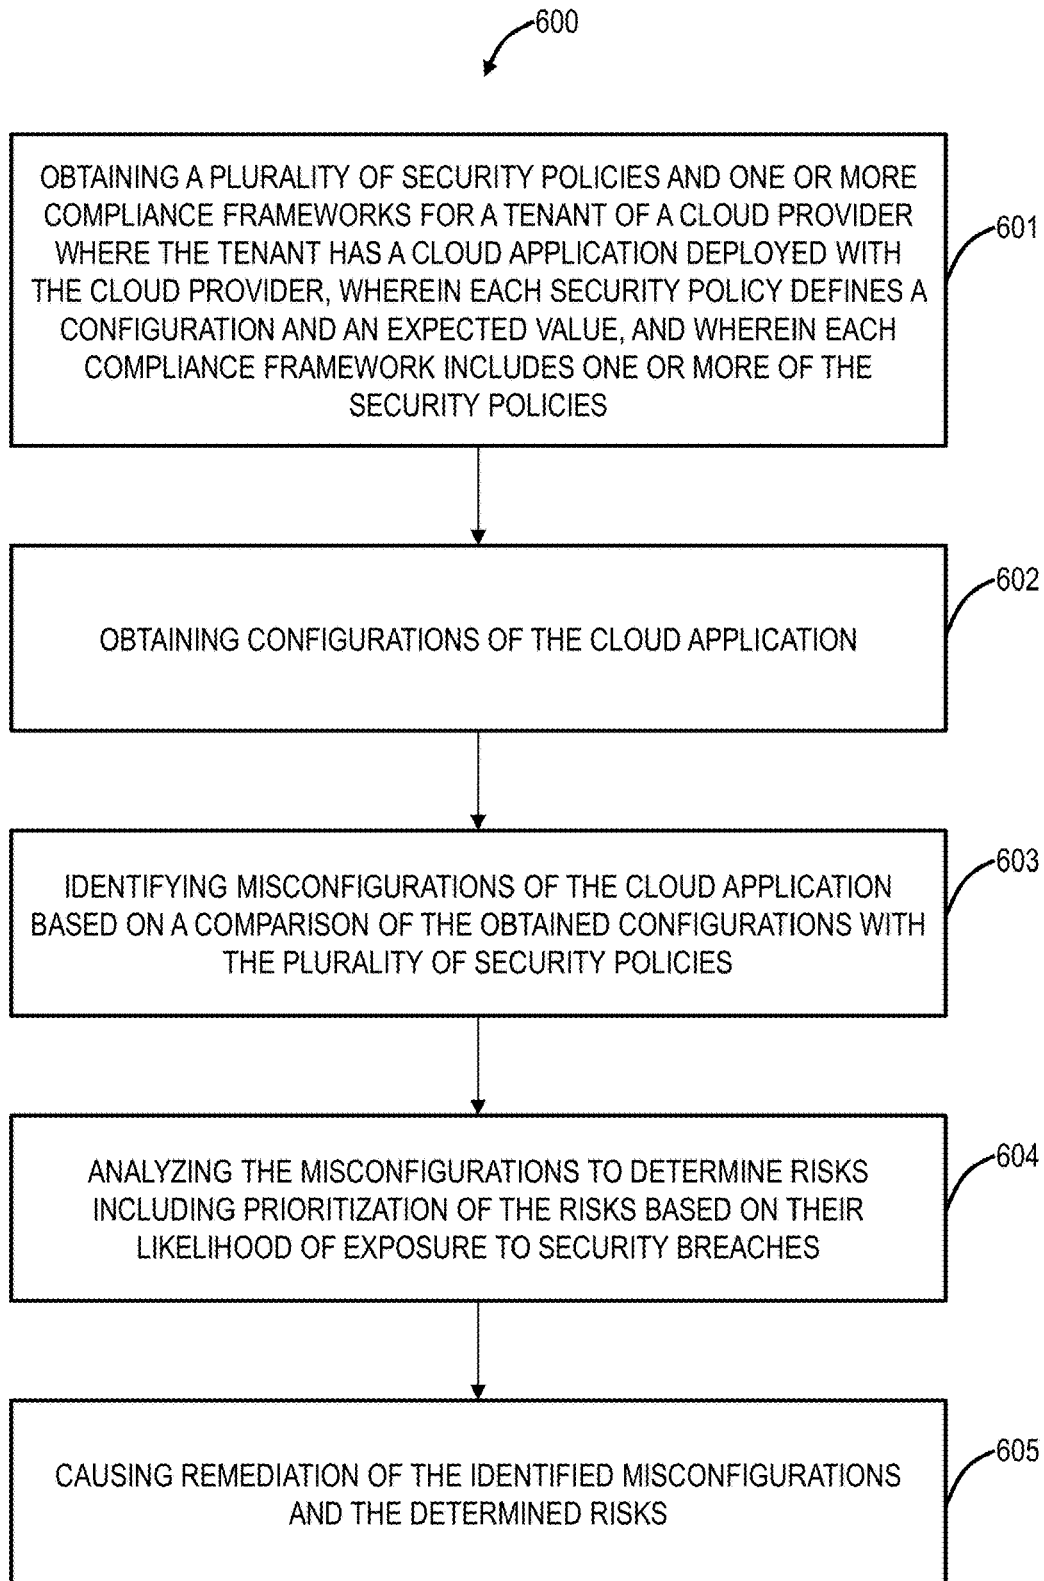 600
OBTAINING A PLURALITY OF SECURITY POLICIES AND ONE OR MORE
COMPLIANCE FRAMEWORKS FOR A TENANT OF A CLOUD PROVIDER
WHERE THE TENANT HAS A CLOUD APPLICATION DEPLOYED WITH
THE CLOUD PROVIDER, WHEREIN EACH SECURITY POLICY DEFINES A
CONFIGURATION AND AN EXPECTED VALUE, AND WHEREIN EACH
COMPLIANCE FRAMEWORK INCLUDES ONE OR MORE OF THE
SECURITY POLICIES
601
OBTAINING CONFIGURATIONS OF THE CLOUD APPLICATION
602
IDENTIFYING MISCONFIGURATIONS OF THE CLOUD APPLICATION
BASED ON A COMPARISON OF THE OBTAINED CONFIGURATIONS WITH
THE PLURALITY OF SECURITY POLICIES
603
ANALYZING THE MISCONFIGURATIONS TO DETERMINE RISKS
INCLUDING PRIORITIZATION OF THE RISKS BASED ON THEIR
LIKELIHOOD OF EXPOSURE TO SECURITY BREACHES
604
CAUSING REMEDIATION OF THE IDENTIFIED MISCONFIGURATIONS
AND THE DETERMINED RISKS
605